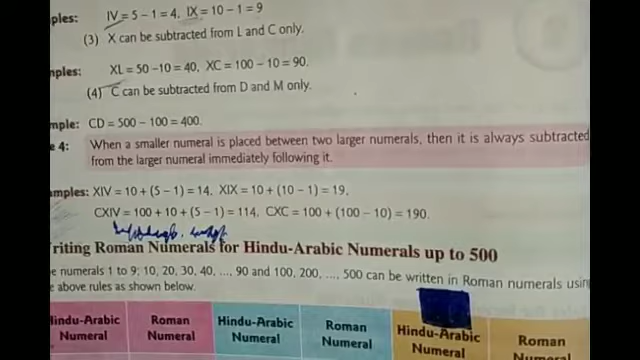 IV = 5 – 1 = 4, IX = 10 – 1 = 9
(3) X can be subtracted from L and C only.
XL = 50 –10 = 40, XC = 100 – 10 = 90.
(4) C can be subtracted from D and M only.
CD = 500 – 100 = 400.
4: When a smaller numeral is placed between two larger numerals, then it is always subtracted
from the larger numeral immediately following it.
XIV = 10 + (5 – 1) = 14, XIX = 10 + (10 – 1) = 19,
CXIV = 100 + 10 + (5 – 1) = 114, CXC = 100 + (100 – 10) = 190.
riting Roman Numerals for Hindu-Arabic Numerals up to 500
numerals 1 to 9; 10, 20, 30, 40, ..., 90 and 100, 200, ..., 500 can be written in Roman numerals usin
above rules as shown below.
Hindu-Arabic Numeral
Roman Numeral
Hindu-Arabic Numeral
Roman Numeral
Hindu-Arabic Numeral
Roman